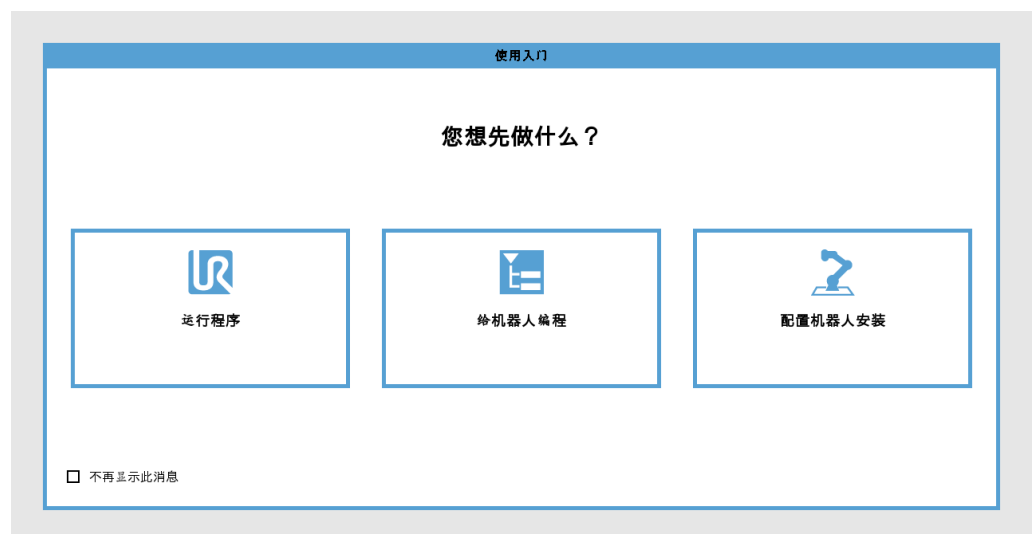 使用入门
您想先做什么？
UR
运行程序
给机器人编程
配置机器人安装
不再显示此消息